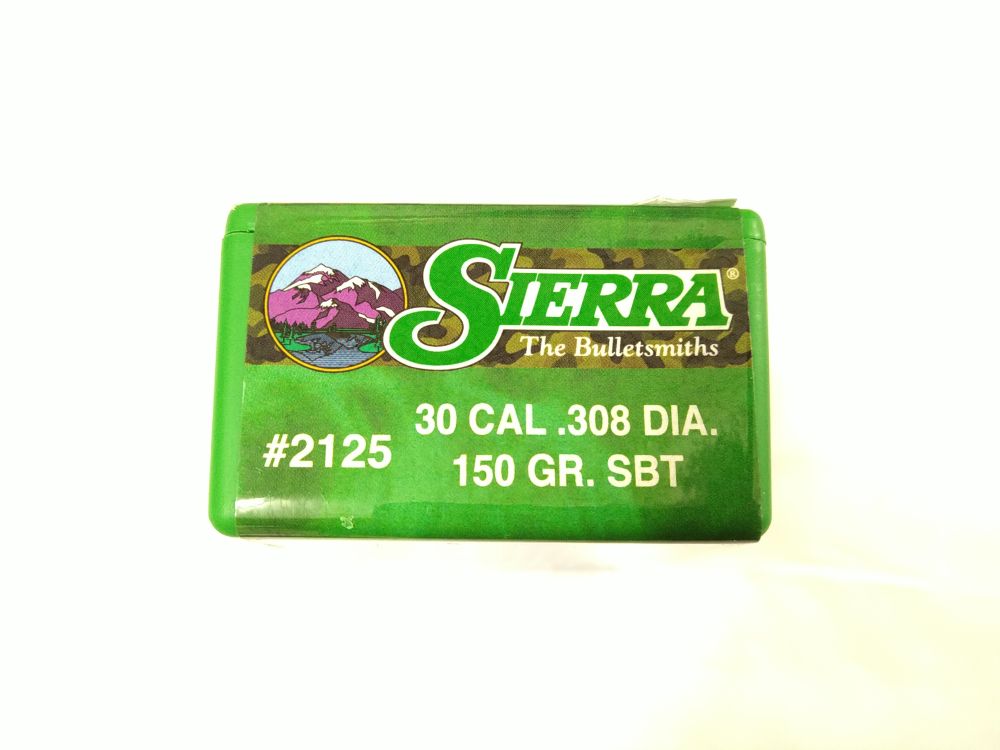 SIERRA®
The Bulletsmiths
30 CAL .308 DIA.
#2125
150 GR. SBT